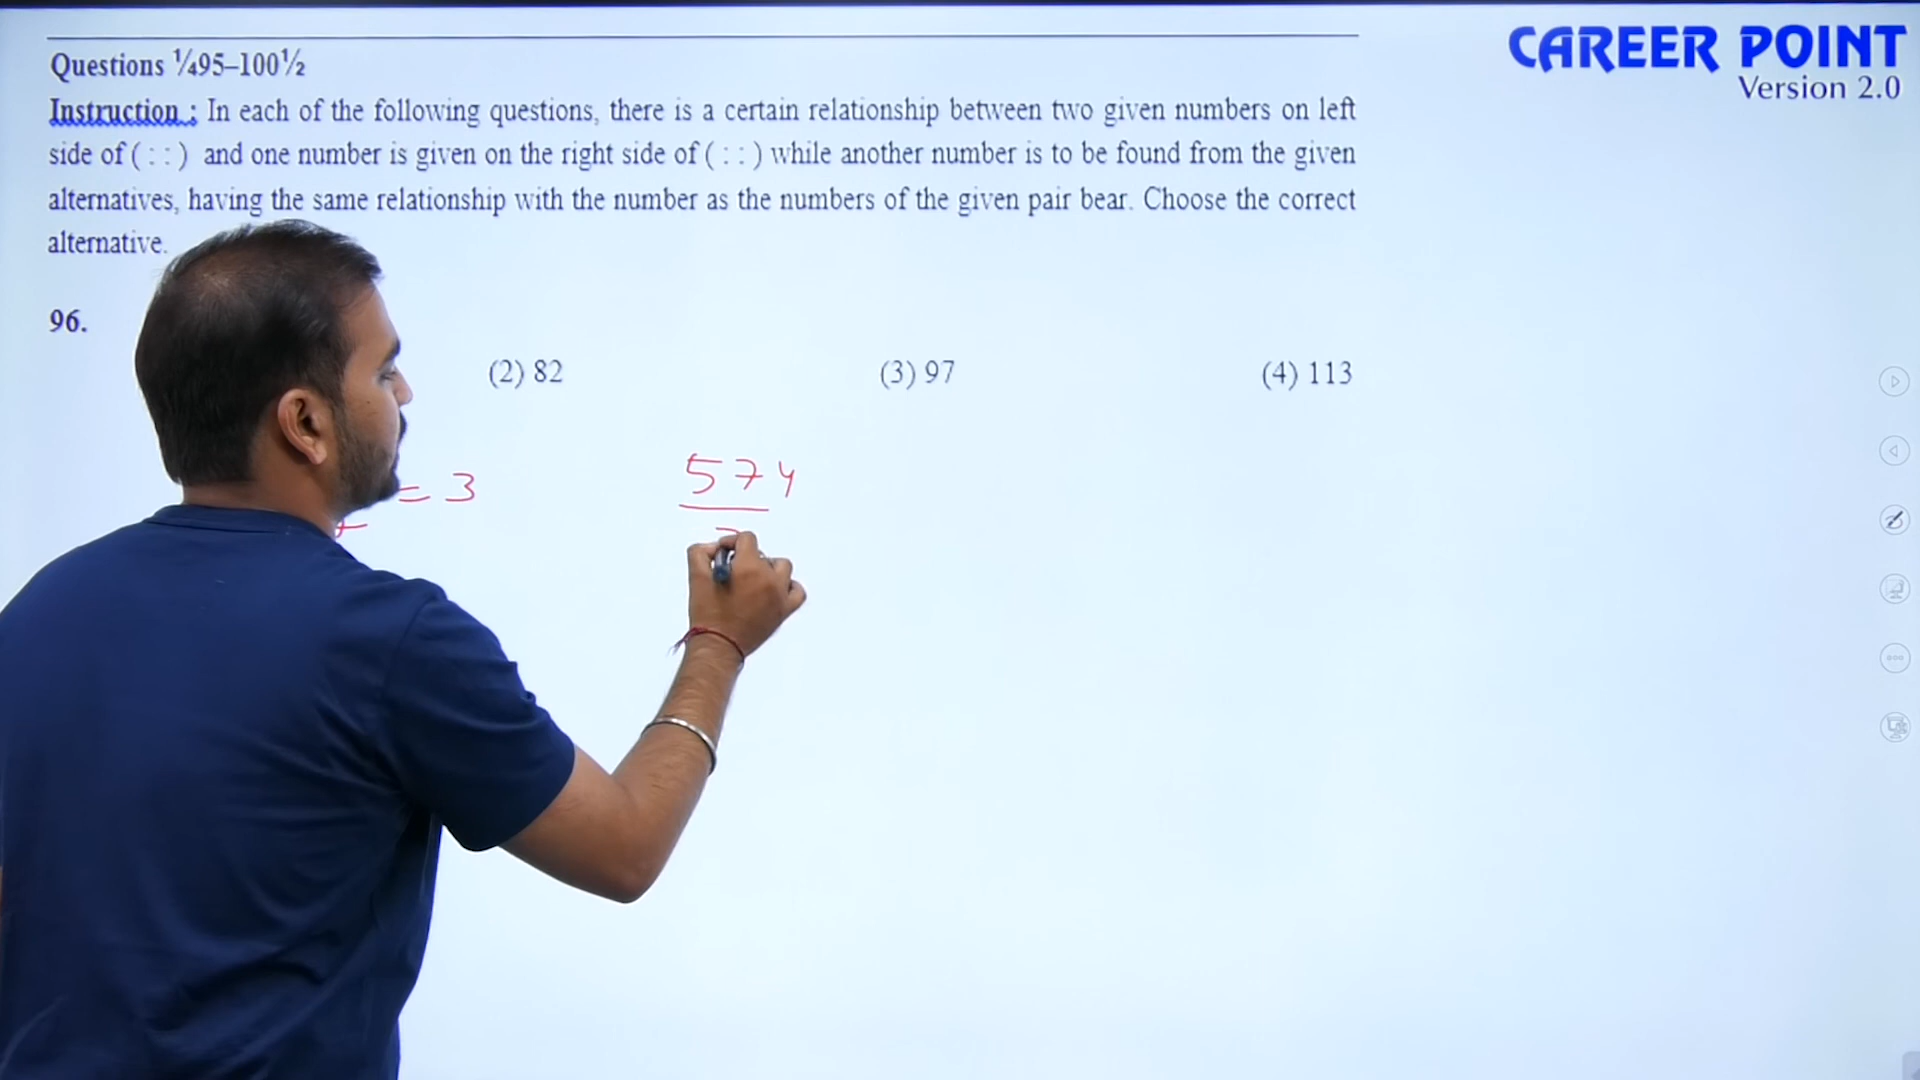 CAREER POINT
Version 2.0
Questions ¼95–100½
Instruction : In each of the following questions, there is a certain relationship between two given numbers on left
side of ( : : ) and one number is given on the right side of ( : : ) while another number is to be found from the given
alternatives, having the same relationship with the number as the numbers of the given pair bear. Choose the correct
alternative.
96.
(2) 82 (3) 97 (4) 113
= 3
574